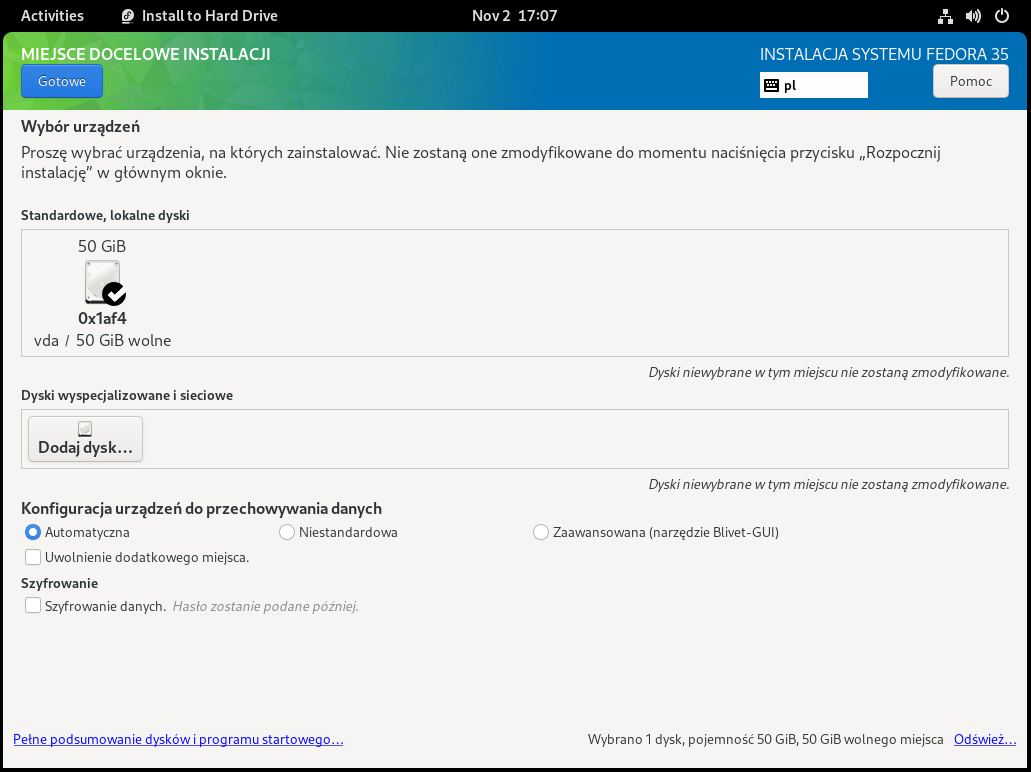 Activities Install to Hard Drive Nov 2 17:07
MIEJSCE DOCELOWE INSTALACJI INSTALACJA SYSTEMU FEDORA 35
Gotowe pl Pomoc
Wybór urządzeń
Proszę wybrać urządzenia, na których zainstalować. Nie zostaną one zmodyfikowane do momentu naciśnięcia przycisku „Rozpocznij
instalację” w głównym oknie.
Standardowe, lokalne dyski
50 GiB
0x1af4
vda / 50 GiB wolne
Dyski niewybrane w tym miejscu nie zostaną zmodyfikowane.
Dyski wyspecjalizowane i sieciowe
Dodaj dysk…
Dyski niewybrane w tym miejscu nie zostaną zmodyfikowane.
Konfiguracja urządzeń do przechowywania danych
Automatyczna Niestandardowa Zaawansowana (narzędzie Blivet-GUI)
Uwolnienie dodatkowego miejsca.
Szyfrowanie
Szyfrowanie danych. Hasło zostanie podane później.
Pełne podsumowanie dysków i programu startowego… Wybrano 1 dysk, pojemność 50 GiB, 50 GiB wolnego miejsca Odśwież…